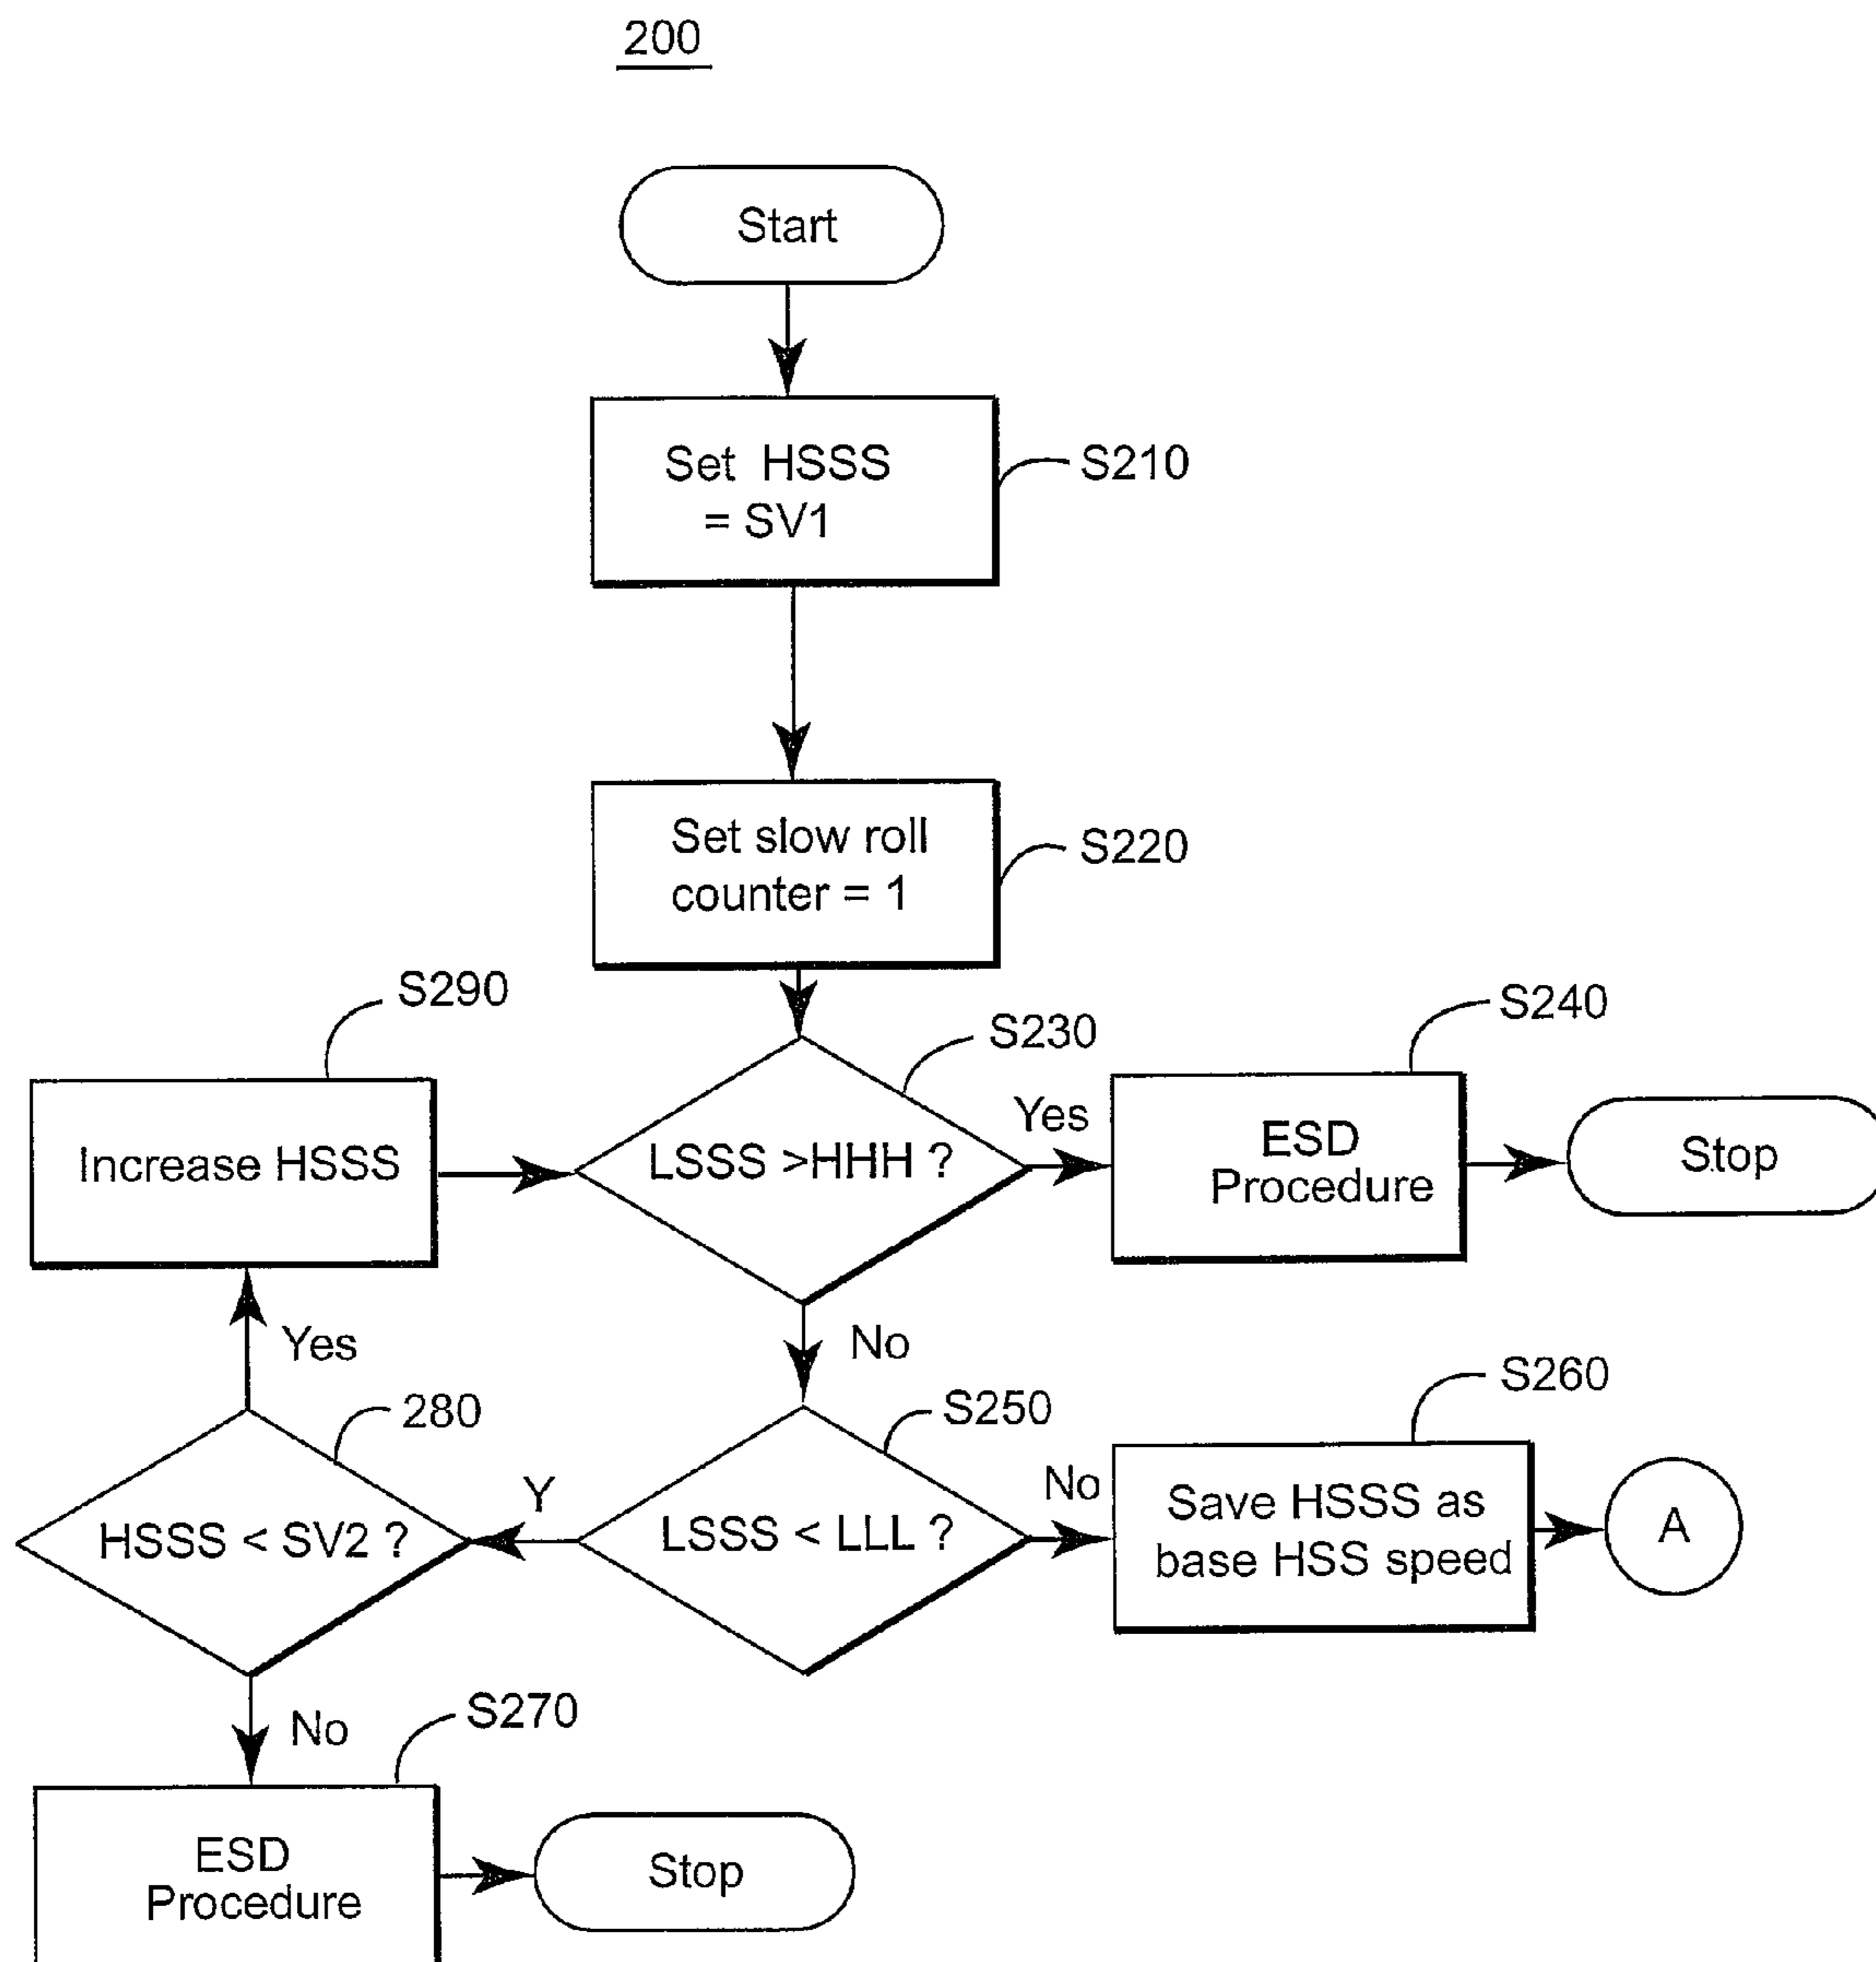 200
Start
Set HSSS
= SV1
S210
Set slow roll
counter = 1
S220
S290
S230
S240
Increase HSSS
LSSS >HHH ?
Yes
ESD
Procedure
Stop
Yes
No
280
S250
S260
HSSS < SV2 ?
Y
LSSS < LLL ?
No
Save HSSS as
base HSS speed
A
No
S270
ESD
Procedure
Stop